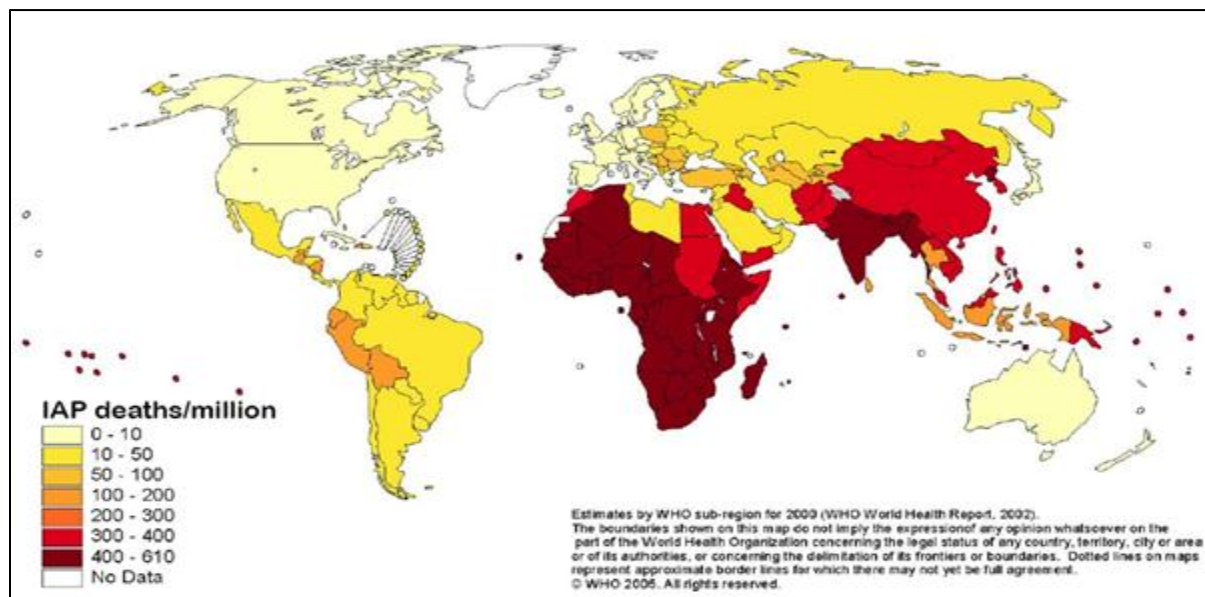 IAP deaths/million
0 - 10
10 - 50
50 - 100
100 - 200
200 - 300
300 - 400
400 - 610
No Data
Estimates by WHO sub-region for 2000 (WHO World Health Report, 2002).
The boundaries shown on this map do not imply the expressionof any opinion whatsoever on the
part of the World Health Organization concerning the legal status of any country, territory, city or area
or of its authorities, or concerning the delimitation of its frontiers or boundaries. Dotted lines on maps
represent approximate border lines for which there may not yet be full agreement.
© WHO 2005. All rights reserved.